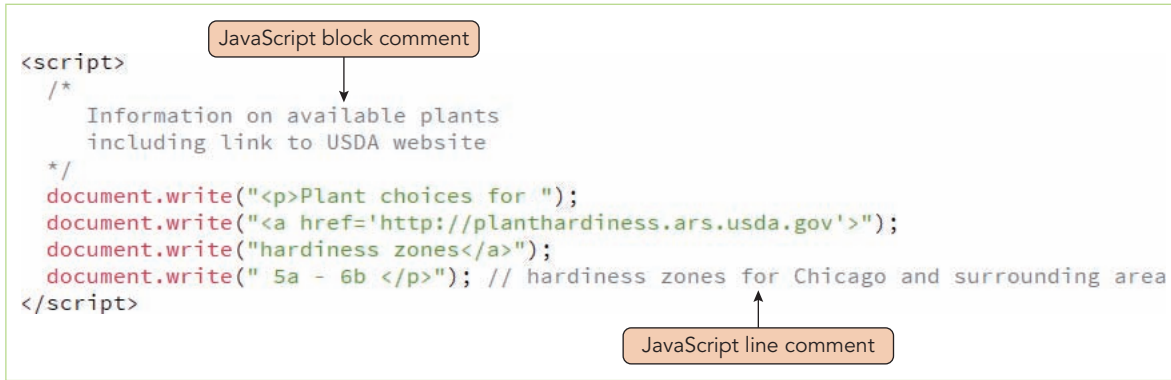 JavaScript block comment
<script>
/*
Information on available plants
including link to USDA website
*/
document.write("<p>Plant choices for ");
document.write("<a href='http://planthardiness.ars.usda.gov'>");
document.write("hardiness zones</a>");
document.write(" 5a - 6b </p>"); // hardiness zones for Chicago and surrounding area
</script>
JavaScript line comment